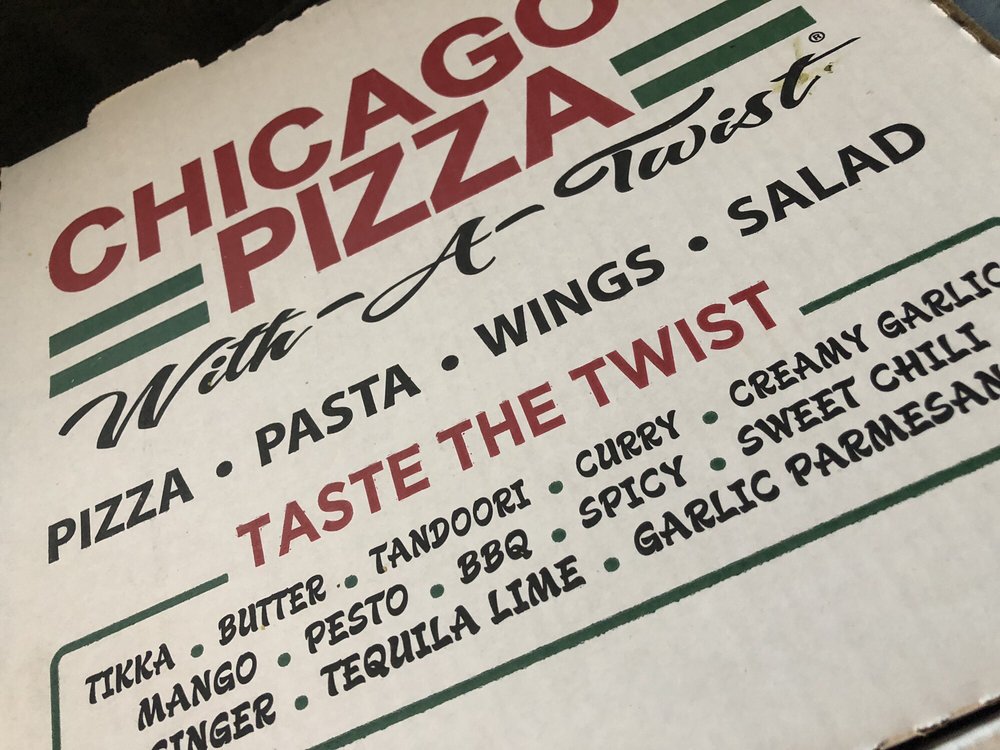 CHICAGO
PIZZA
With-A-Twist®
PIZZA • PASTA • WINGS • SALAD
TASTE THE TWIST
TIKKA • BUTTER • TANDOORI • CURRY • CREAMY GARLIC
MANGO • PESTO • BBQ • SPICY • SWEET CHILI
GINGER • TEQUILA LIME • GARLIC PARMESAN